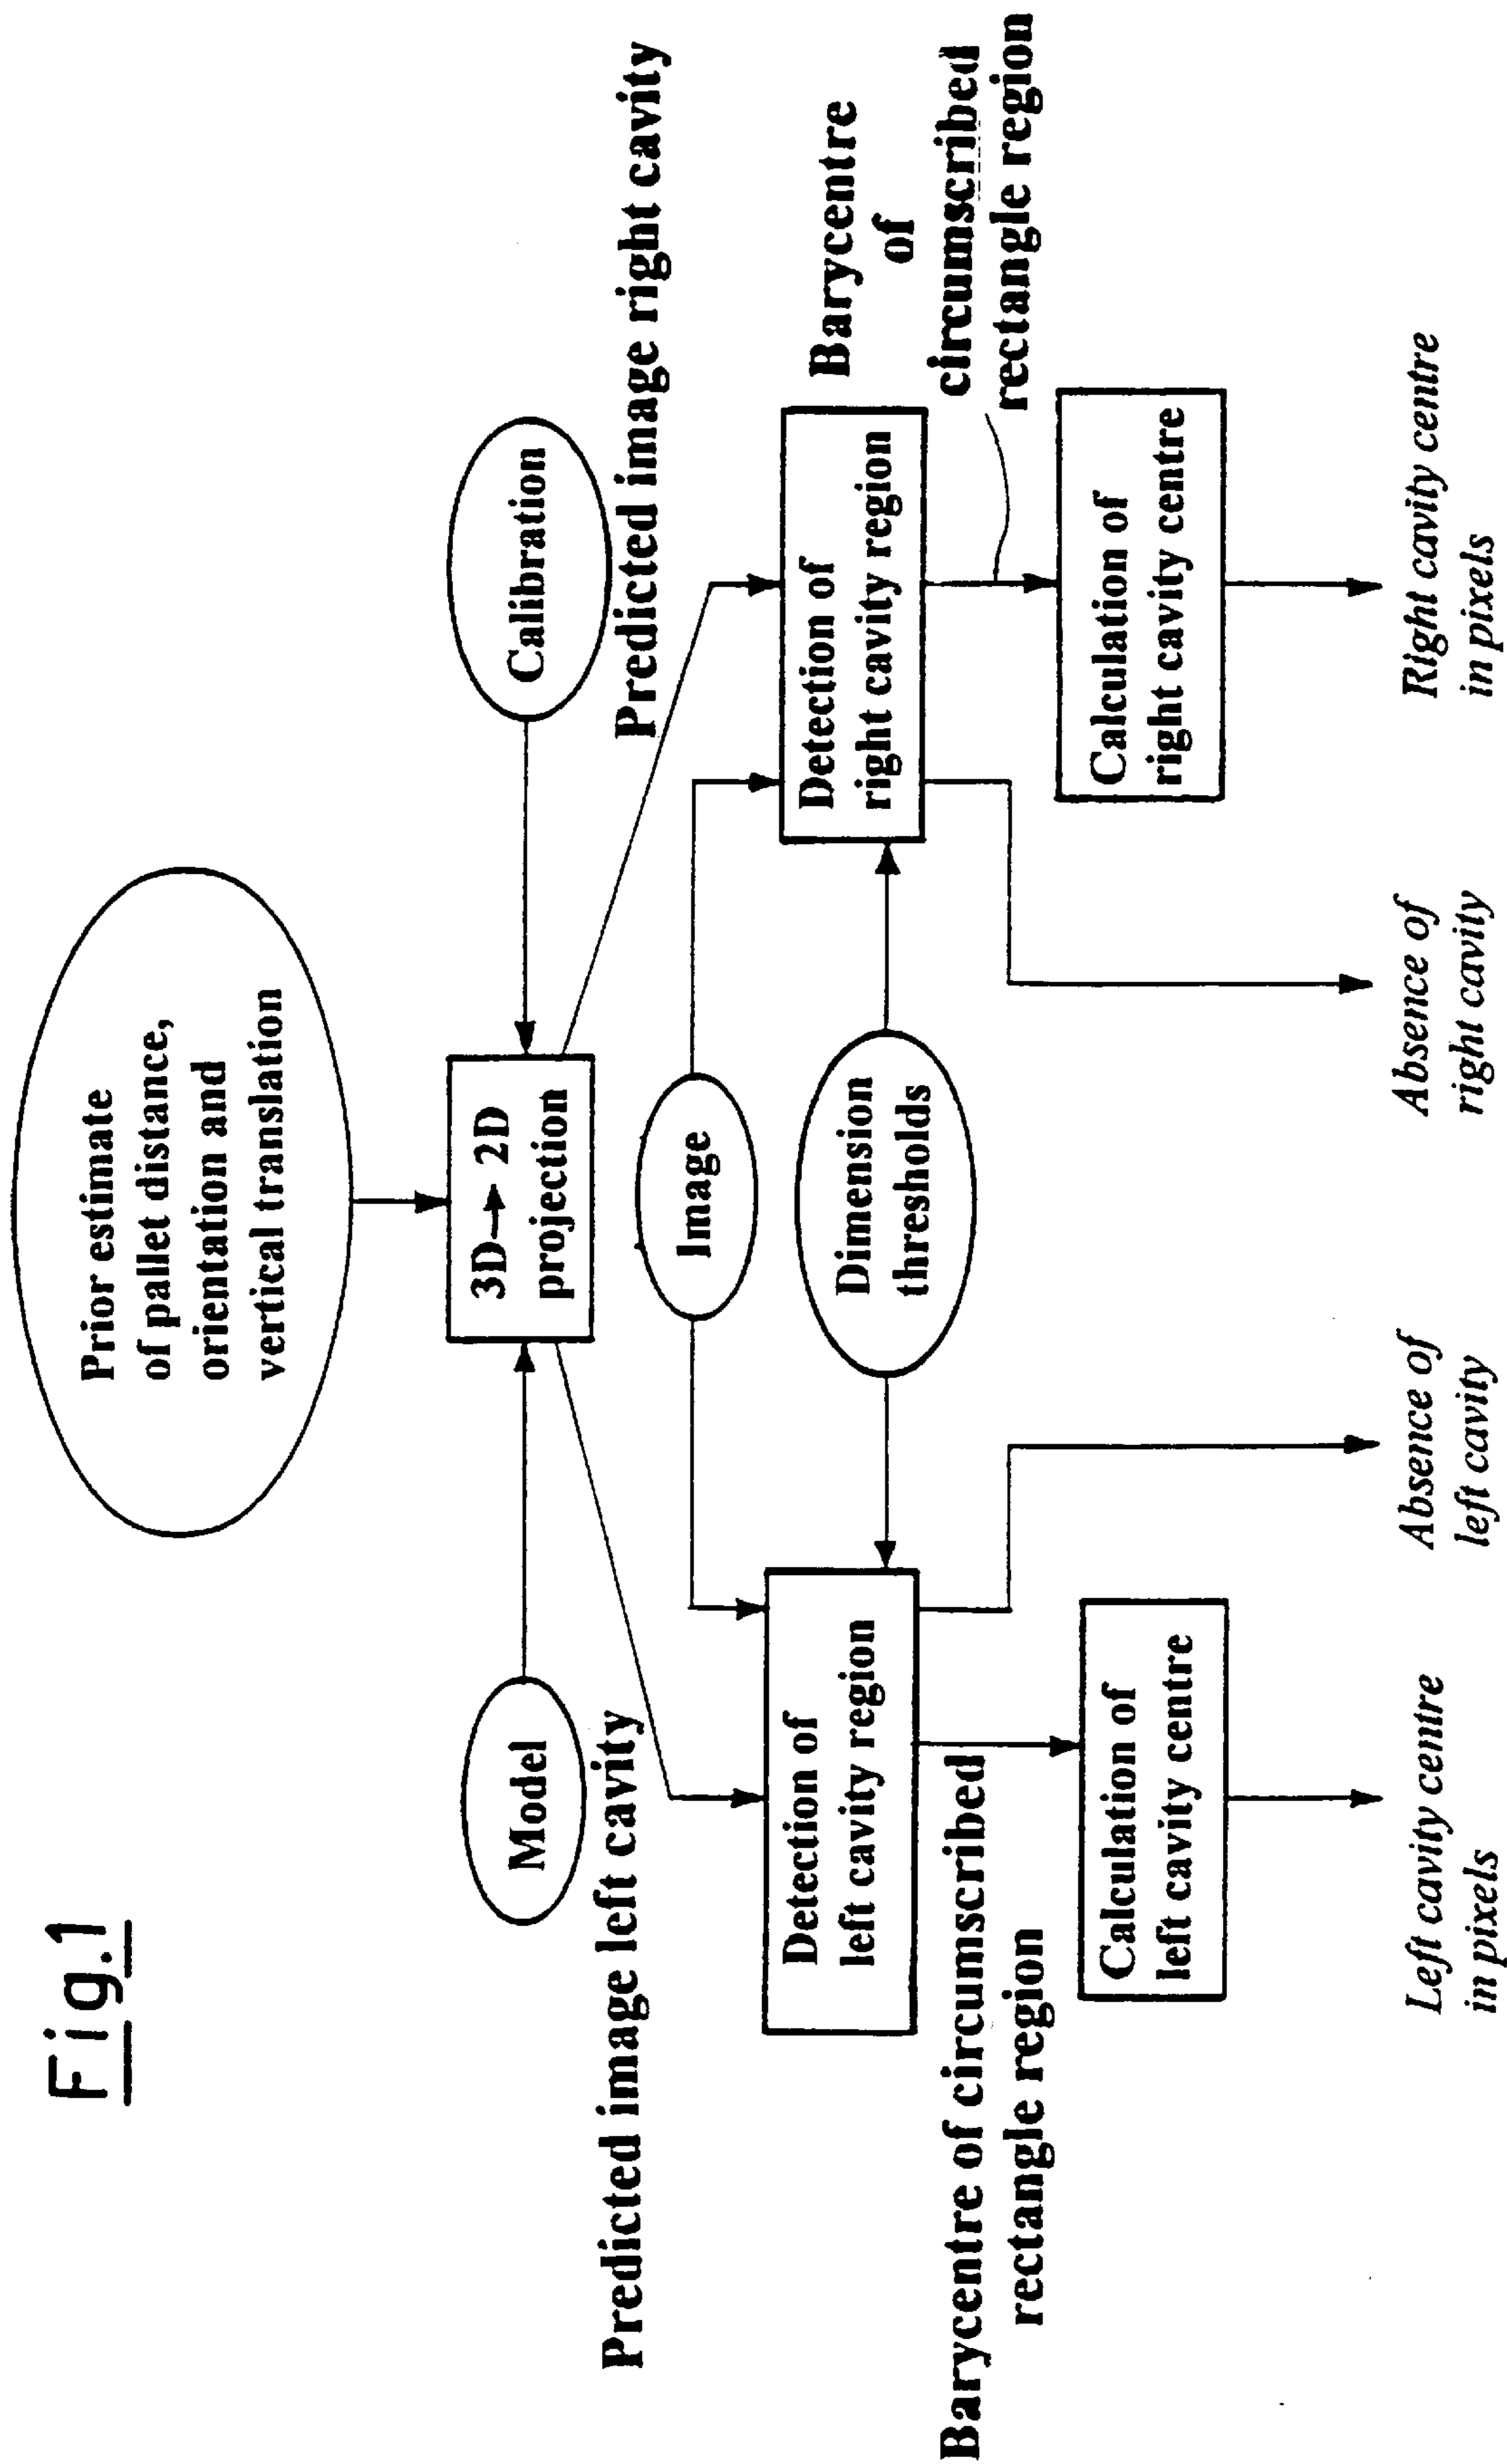 Fig.1
Prior estimate
of pallet distance,
orientation and
vertical translation
Model
3D→2D
projection
Calibration
Predicted image left cavity
Predicted image right cavity
Image
Detection of
left cavity region
Dimension
thresholds
Detection of
right cavity region
Barycentre of circumscribed
rectangle region
Barycentre
of
circumscribed
rectangle region
Calculation of
left cavity centre
Calculation of
right cavity centre
Left cavity centre
in pixels
Absence of
left cavity
Absence of
right cavity
Right cavity centre
in pixels